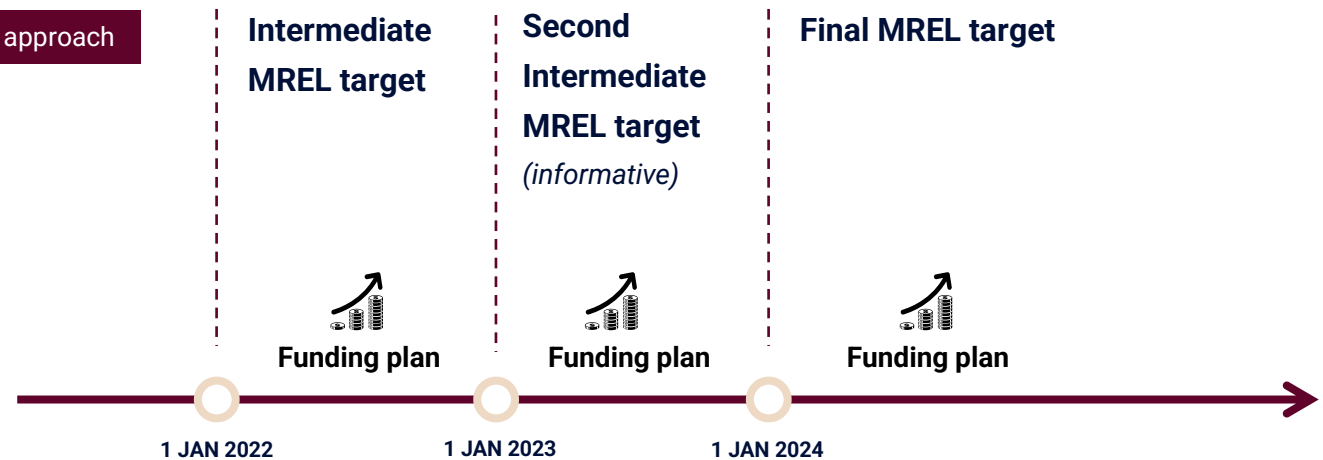 approach
Intermediate
MREL target
Second
Intermediate
MREL target
(informative)
Final MREL target
Funding plan
Funding plan
Funding plan
1 JAN 2022
1 JAN 2023
1 JAN 2024